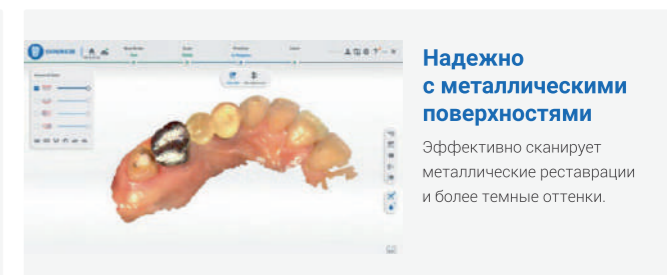 Надежно
с металлическими
поверхностями
Эффективно сканирует
металлические реставрации
и более темные оттенки.